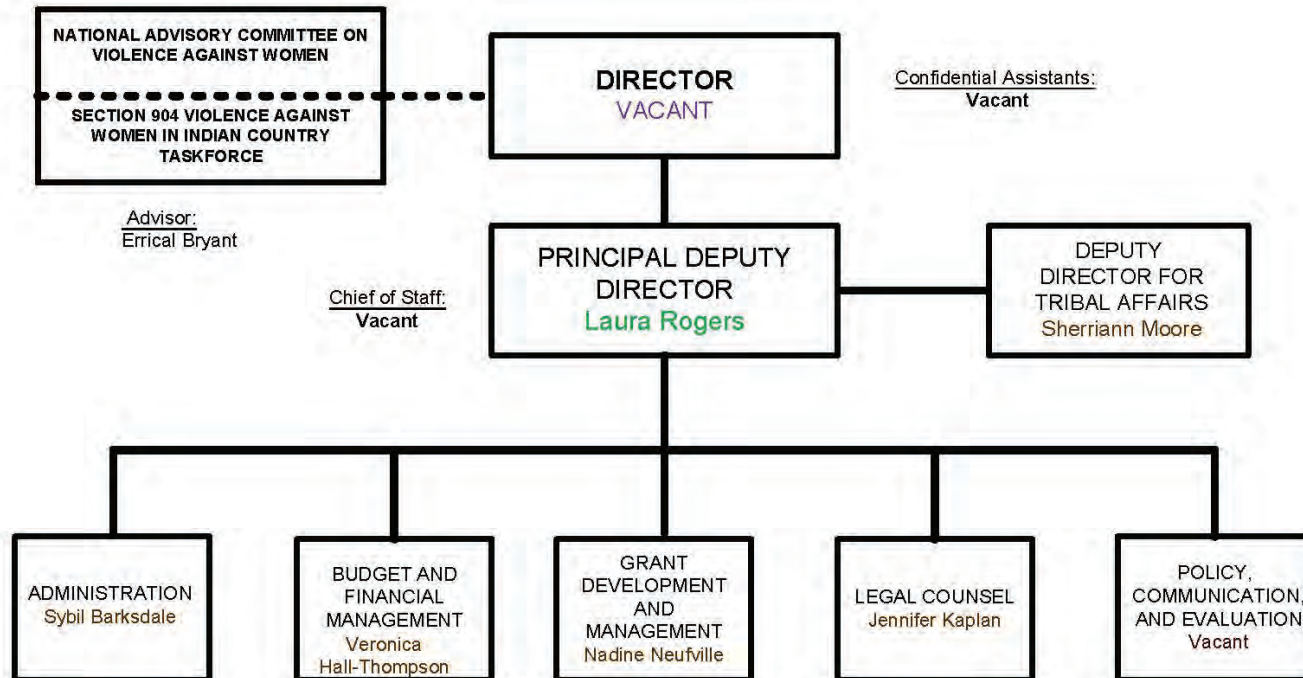 NATIONAL ADVISORY COMMITTEE ON
VIOLENCE AGAINST WOMEN
SECTION 904 VIOLENCE AGAINST
WOMEN IN INDIAN COUNTRY
TASKFORCE
DIRECTOR
VACANT
Confidential Assistants:
Vacant
Advisor:
Errical Bryant
Chief of Staff:
Vacant
PRINCIPAL DEPUTY
DIRECTOR
Laura Rogers
DEPUTY
DIRECTOR FOR
TRIBAL AFFAIRS
Sherriann Moore
ADMINISTRATION
Sybil Barksdale
BUDGET AND
FINANCIAL
MANAGEMENT
Veronica
Hall-Thompson
GRANT
DEVELOPMENT
AND
MANAGEMENT
Nadine Neufville
LEGAL COUNSEL
Jennifer Kaplan
POLICY,
COMMUNICATION,
AND EVALUATION
Vacant